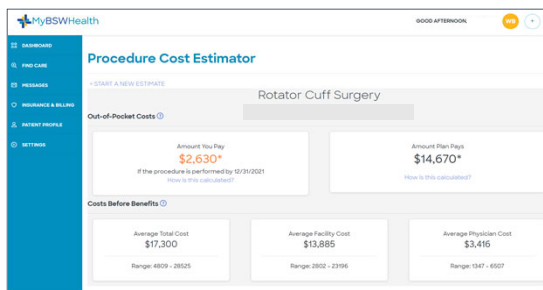 MyBSWHealth
GOOD AFTERNOON,
WB
DASHBOARD
FIND CARE
MESSAGES
INSURANCE & BILLING
PATIENT PROFILE
SETTINGS
Procedure Cost Estimator
< START A NEW ESTIMATE
Rotator Cuff Surgery
Out-of-Pocket Costs ?
Amount You Pay
$2,630*
If the procedure is performed by 12/31/2021
How is this calculated?
Amount Plan Pays
$14,670*
How is this calculated?
Costs Before Benefits ?
Average Total Cost
$17,300
Range: 4809 - 28525
Average Facility Cost
$13,885
Range: 2802 - 23196
Average Physician Cost
$3,416
Range: 1347 - 6507